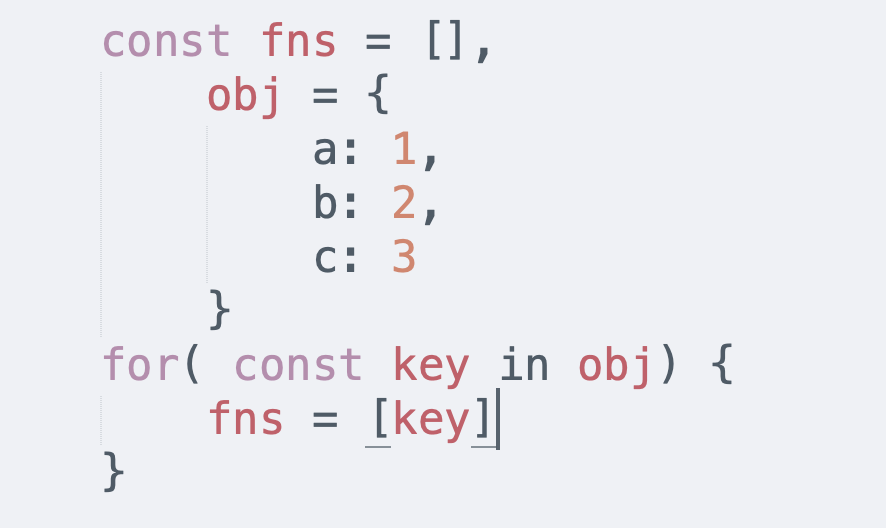 const fns = [],
obj = {
a: 1,
b: 2,
c: 3
}
for( const key in obj) {
fns = [key]
}